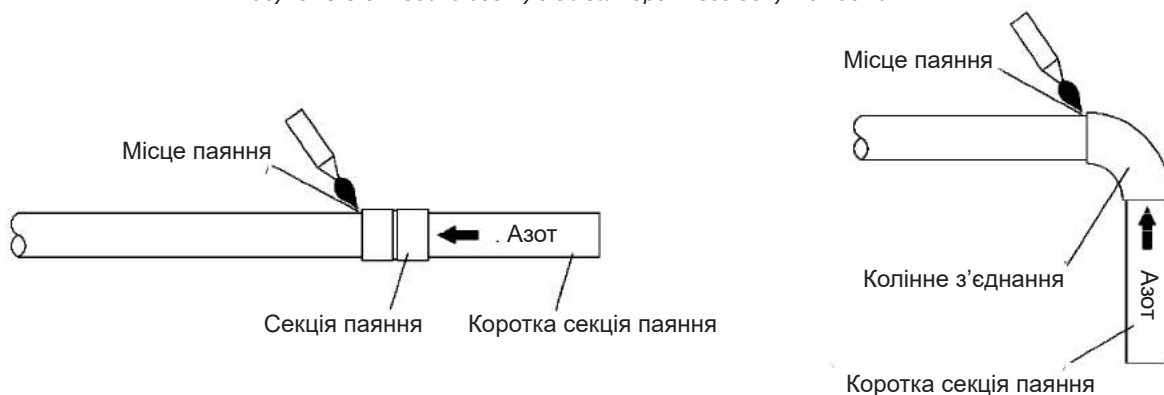 Місце паяння
. Азот
Секція паяння
Коротка секція паяння
Місце паяння
Колінне з’єднання
Азот
Коротка секція паяння